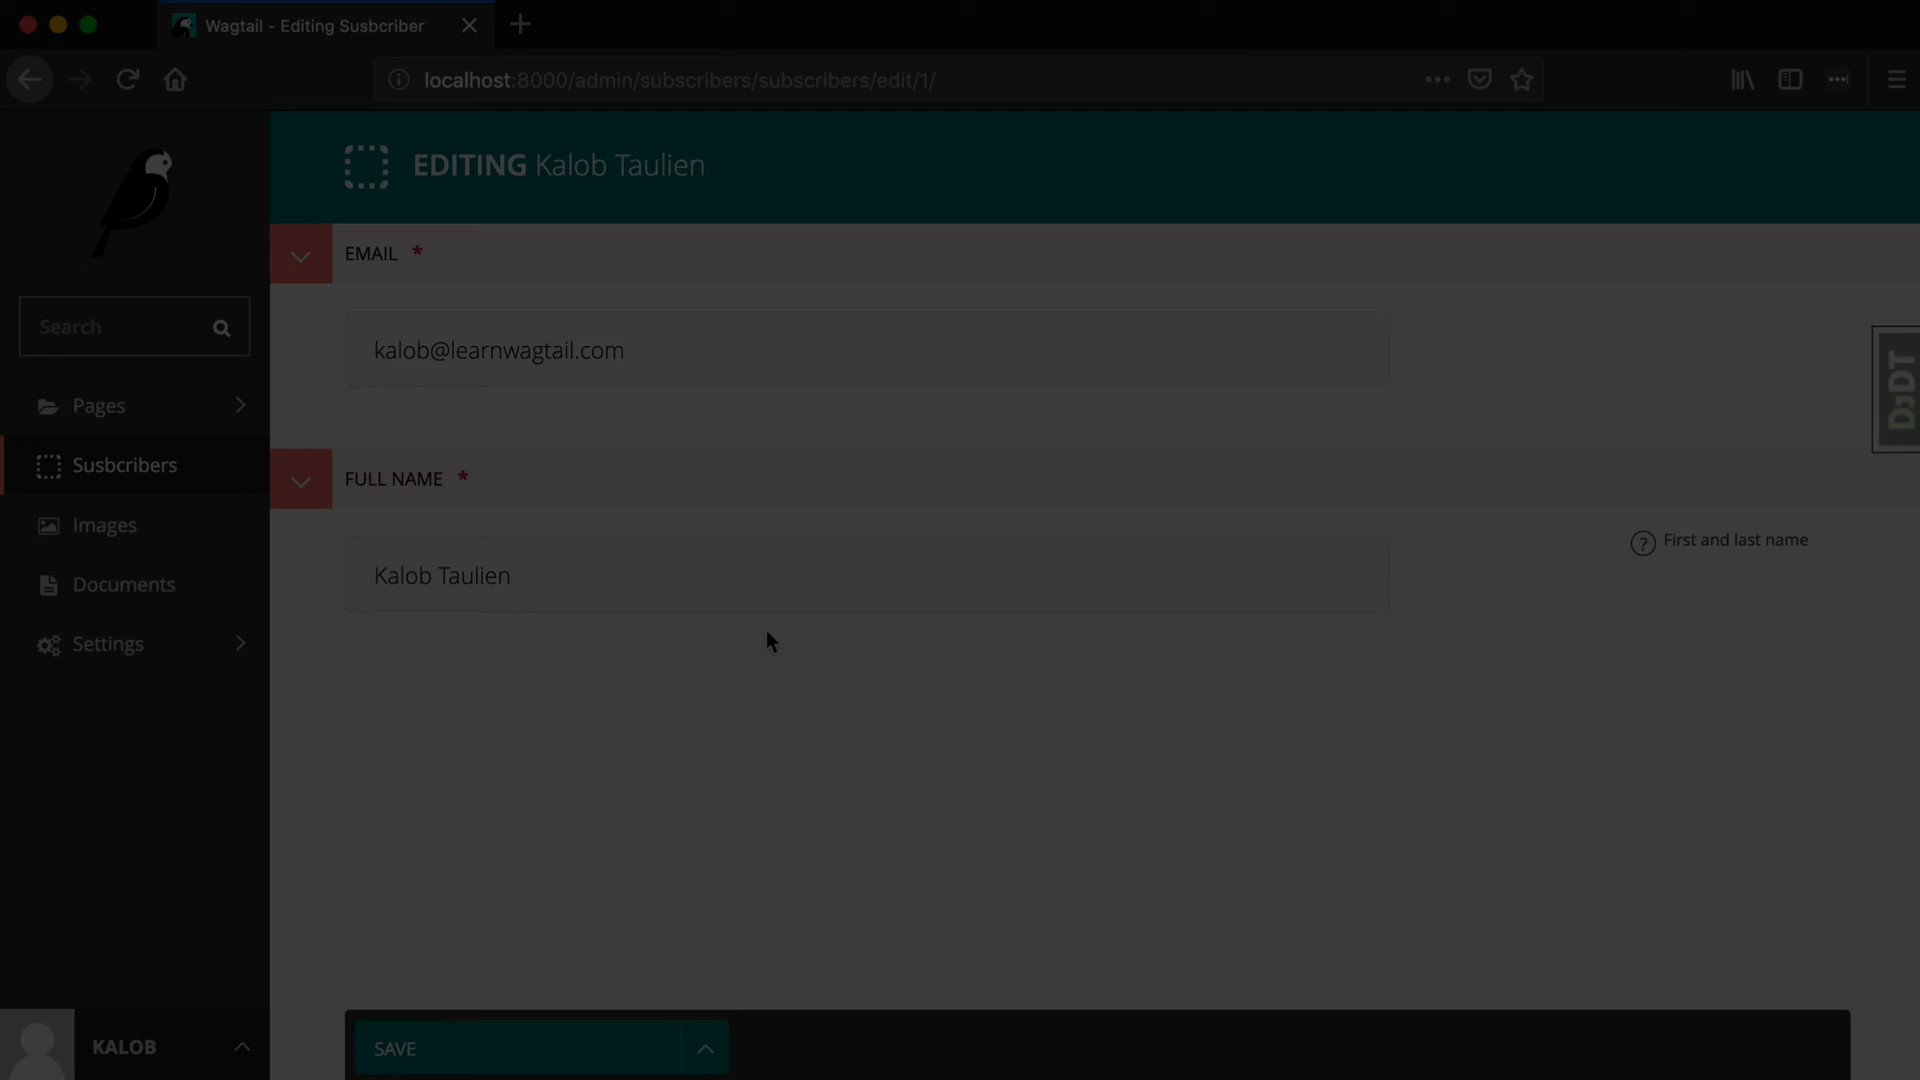 Wagtail - Editing Susbcriber
localhost:8000/admin/subscribers/subscribers/edit/1/
EDITING Kalob Taulien
EMAIL *
kalob@learnwagtail.com
Search
Pages
Susbcribers
Images
Documents
Settings
FULL NAME *
Kalob Taulien
First and last name
DJDT
KALOB
SAVE